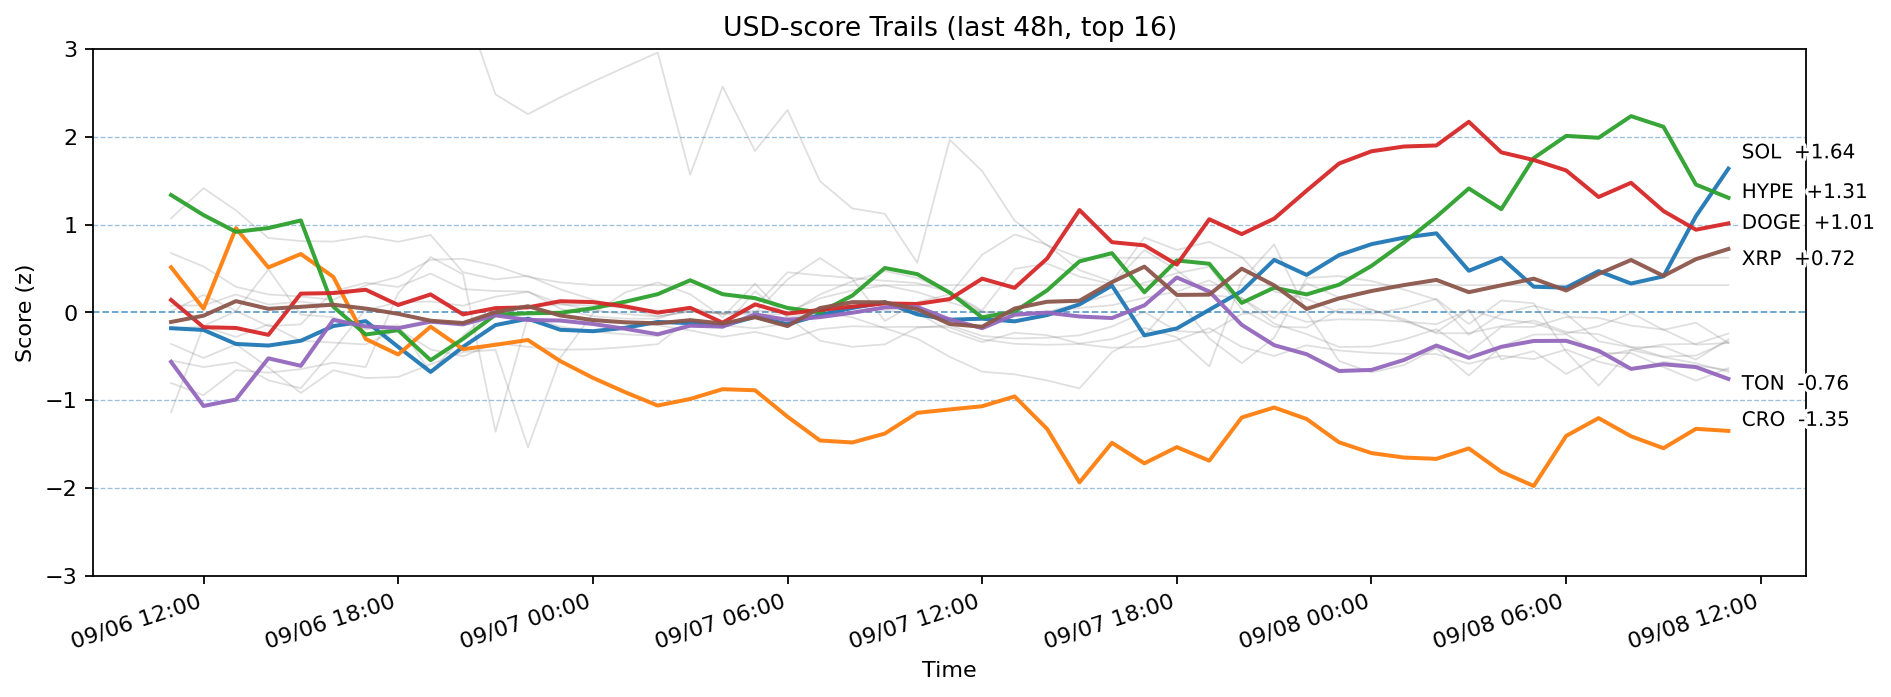 USD-score Trails (last 48h, top 16)
Score (z)
3
2
1
0
−1
−2
−3
SOL +1.64
HYPE +1.31
DOGE +1.01
XRP +0.72
TON -0.76
CRO -1.35
09/06 12:00
09/06 18:00
09/07 00:00
09/07 06:00
09/07 12:00
09/07 18:00
09/08 00:00
09/08 06:00
09/08 12:00
Time